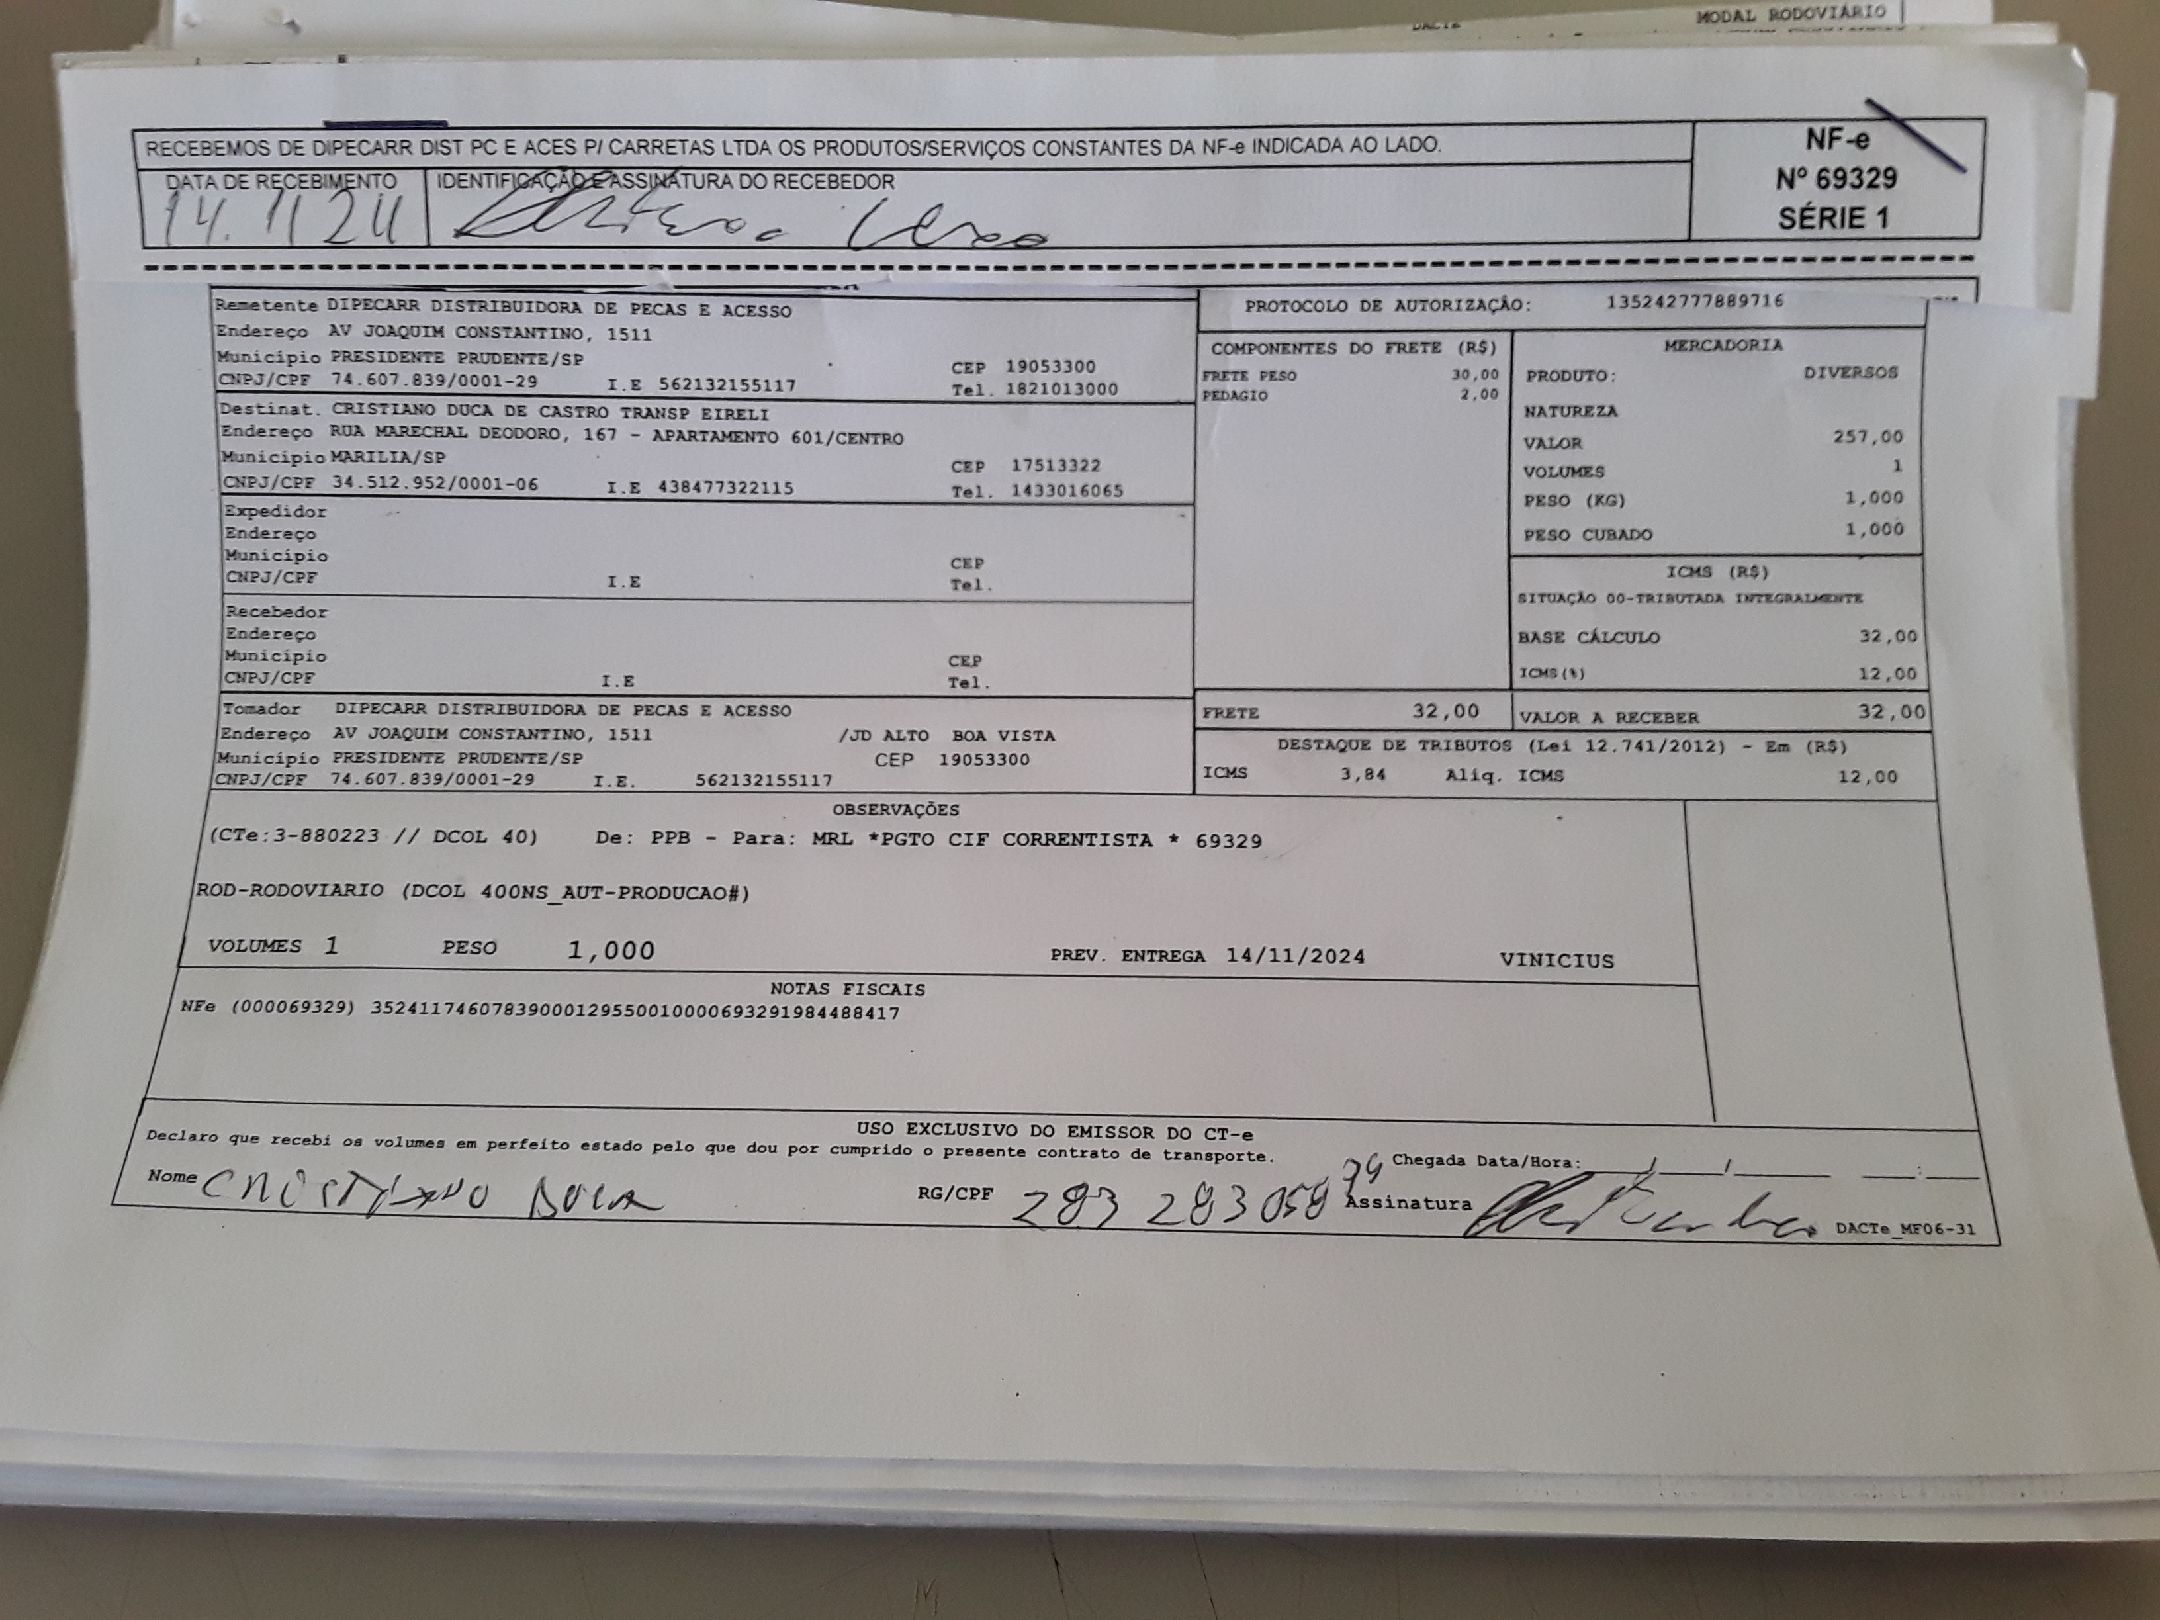 MODAL RODOVIÁRIO
DACTE
RECEBEMOS DE DIPECARR DIST PC E ACES P/ CARRETAS LTDA OS PRODUTOS/SERVIÇOS CONSTANTES DA NF-e INDICADA AO LADO.
NF-e
Nº 69329
SÉRIE 1
DATA DE RECEBIMENTO
IDENTIFICAÇÃO E ASSINATURA DO RECEBEDOR
14.11 24
Remetente DIPECARR DISTRIBUIDORA DE PECAS E ACESSO
Endereço AV JOAQUIM CONSTANTINO, 1511
Município PRESIDENTE PRUDENTE/SP CEP 19053300
CNPJ/CPF 74.607.839/0001-29 I.E 562132155117 Tel. 1821013000
Destinat. CRISTIANO DUCA DE CASTRO TRANSP EIRELI
Endereço RUA MARECHAL DEODORO, 167 - APARTAMENTO 601/CENTRO
Município MARILIA/SP CEP 17513322
CNPJ/CPF 34.512.952/0001-06 I.E 438477322115 Tel. 1433016065
Expedidor
Endereço
Município CEP
CNPJ/CPF I.E Tel.
Recebedor
Endereço
Município CEP
CNPJ/CPF I.E Tel.
Tomador DIPECARR DISTRIBUIDORA DE PECAS E ACESSO
Endereço AV JOAQUIM CONSTANTINO, 1511 /JD ALTO BOA VISTA
Município PRESIDENTE PRUDENTE/SP CEP 19053300
CNPJ/CPF 74.607.839/0001-29 I.E. 562132155117
PROTOCOLO DE AUTORIZAÇÃO: 135242777889716
COMPONENTES DO FRETE (R$)
FRETE PESO 30,00
PEDAGIO 2,00
MERCADORIA
PRODUTO: DIVERSOS
NATUREZA
VALOR 257,00
VOLUMES 1
PESO (KG) 1,000
PESO CUBADO 1,000
ICMS (R$)
SITUAÇÃO 00-TRIBUTADA INTEGRALMENTE
BASE CÁLCULO 32,00
ICMS(%) 12,00
FRETE 32,00 VALOR A RECEBER 32,00
DESTAQUE DE TRIBUTOS (Lei 12.741/2012) - Em (R$)
ICMS 3,84 Aliq. ICMS 12,00
OBSERVAÇÕES
(CTe:3-880223 // DCOL 40) De: PPB - Para: MRL *PGTO CIF CORRENTISTA * 69329
ROD-RODOVIARIO (DCOL 400NS_AUT-PRODUCAO#)
VOLUMES 1 PESO 1,000 PREV. ENTREGA 14/11/2024 VINICIUS
NOTAS FISCAIS
NFe (000069329) 35241174607839000129550010000693291984488417
USO EXCLUSIVO DO EMISSOR DO CT-e
Declaro que recebi os volumes em perfeito estado pelo que dou por cumprido o presente contrato de transporte.
Chegada Data/Hora: __/__/____ __:__
Nome CRISTIANO DUCA RG/CPF 283 283 058 94 Assinatura
DACTe_MF06-31